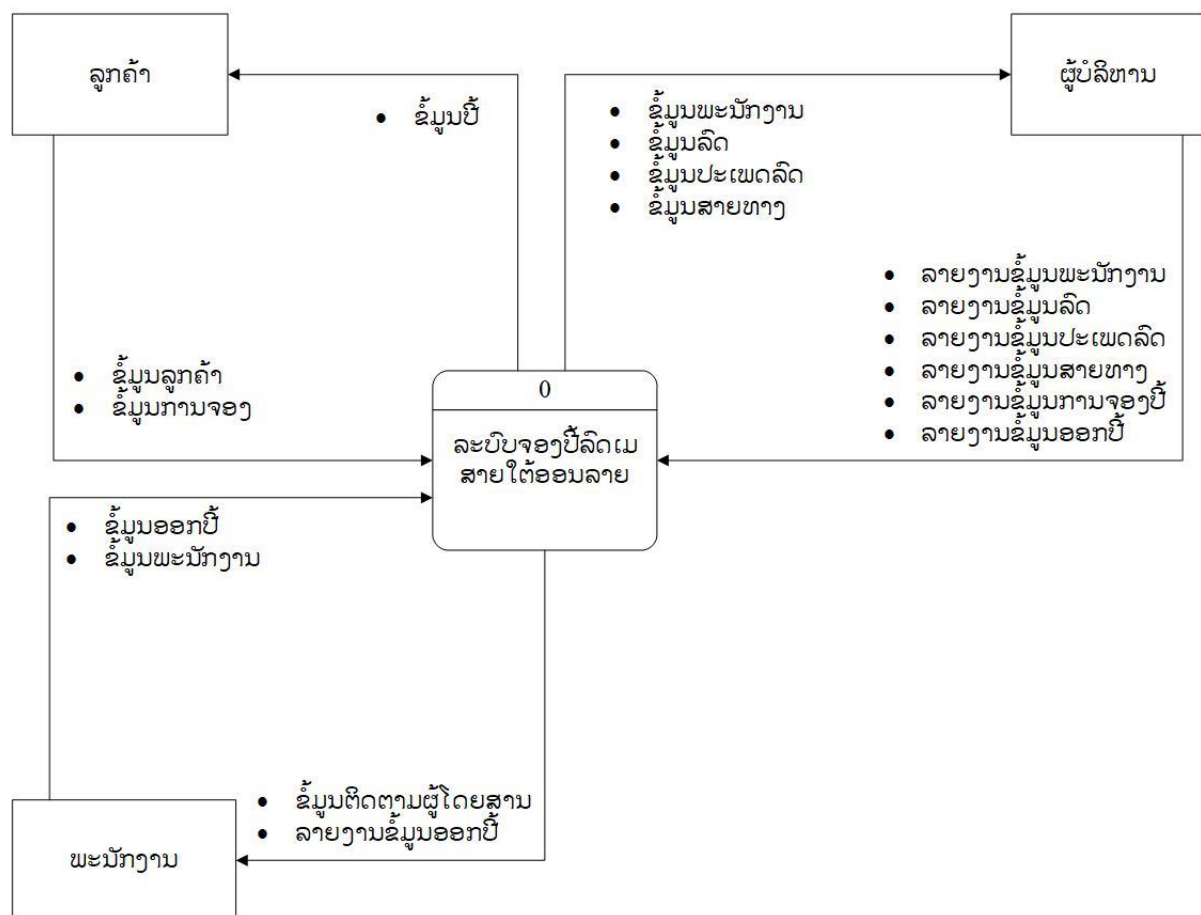 ລູກຄ້າ
ຜູ້ບໍລິຫານ
• ຂໍ້ມູນປີ້
• ຂໍ້ມູນພະນັກງານ
• ຂໍ້ມູນລົດ
• ຂໍ້ມູນປະເພດລົດ
• ຂໍ້ມູນສາຍທາງ
• ລາຍງານຂໍ້ມູນພະນັກງານ
• ລາຍງານຂໍ້ມູນລົດ
• ລາຍງານຂໍ້ມູນປະເພດລົດ
• ລາຍງານຂໍ້ມູນສາຍທາງ
• ລາຍງານຂໍ້ມູນການຈອງປີ້
• ລາຍງານຂໍ້ມູນອອກປີ້
• ຂໍ້ມູນລູກຄ້າ
• ຂໍ້ມູນການຈອງ
0
ລະບົບຈອງປີ້ລົດເມ
ສາຍໃຕ້ອອນລາຍ
• ຂໍ້ມູນອອກປີ້
• ຂໍ້ມູນພະນັກງານ
• ຂໍ້ມູນຕິດຕາມຜູ້ໂດຍສານ
• ລາຍງານຂໍ້ມູນອອກປີ້
ພະນັກງານ